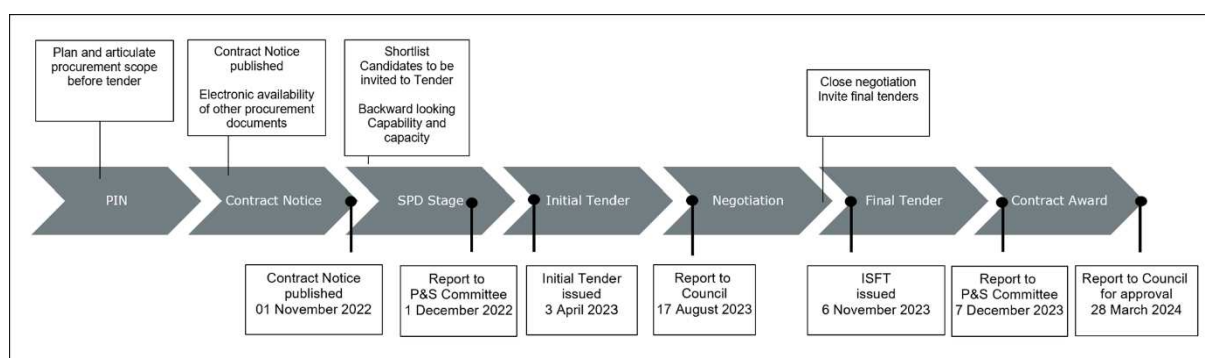 Plan and articulate
procurement scope
before tender
Contract Notice
published
Electronic availability
of other procurement
documents
Shortlist
Candidates to be
invited to Tender
Backward looking
Capability and
capacity
Close negotiation
Invite final tenders
PIN
Contract Notice
SPD Stage
Initial Tender
Negotiation
Final Tender
Contract Award
Contract Notice
published
01 November 2022
Report to
P&S Committee
1 December 2022
Initial Tender
issued
3 April 2023
Report to
Council
17 August 2023
ISFT
issued
6 November 2023
Report to
P&S Committee
7 December 2023
Report to Council
for approval
28 March 2024